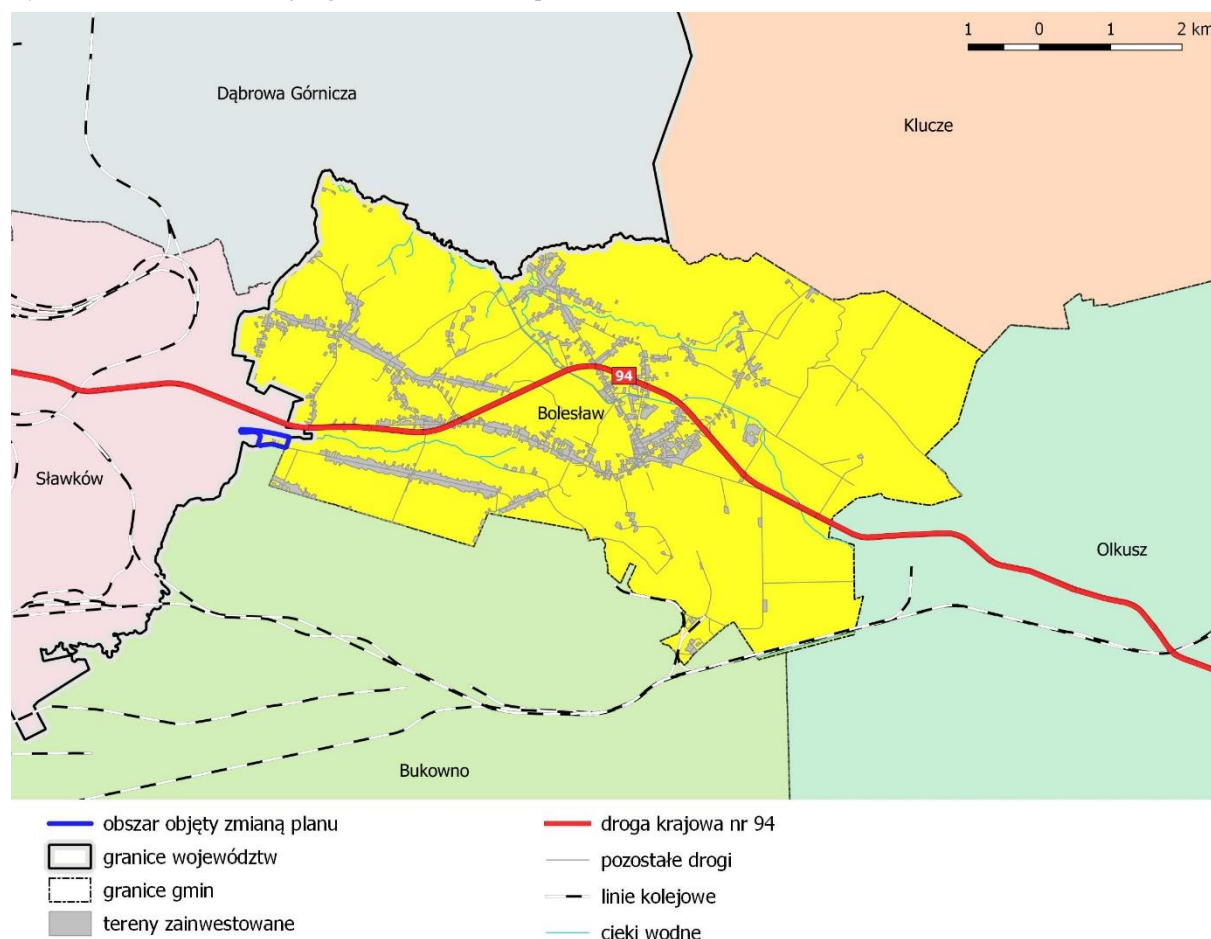 1 0 1 2 km
Dąbrowa Górnicza
Klucze
94
Bolesław
Sławków
Olkusz
Bukowno
obszar objęty zmianą planu
granice województw
granice gmin
tereny zainwestowane
droga krajowa nr 94
pozostałe drogi
linie kolejowe
cieki wodne